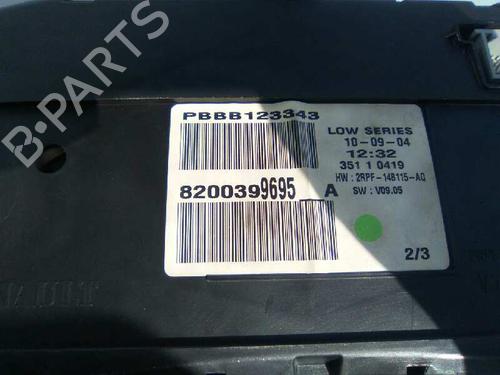 B-PARTS
PBBB123343
LOW SERIES
10-09-04
12:32
351 1 0419
HW : 2RPF-14B115-AQ
SW : V09.05
8200399695__A
2/3